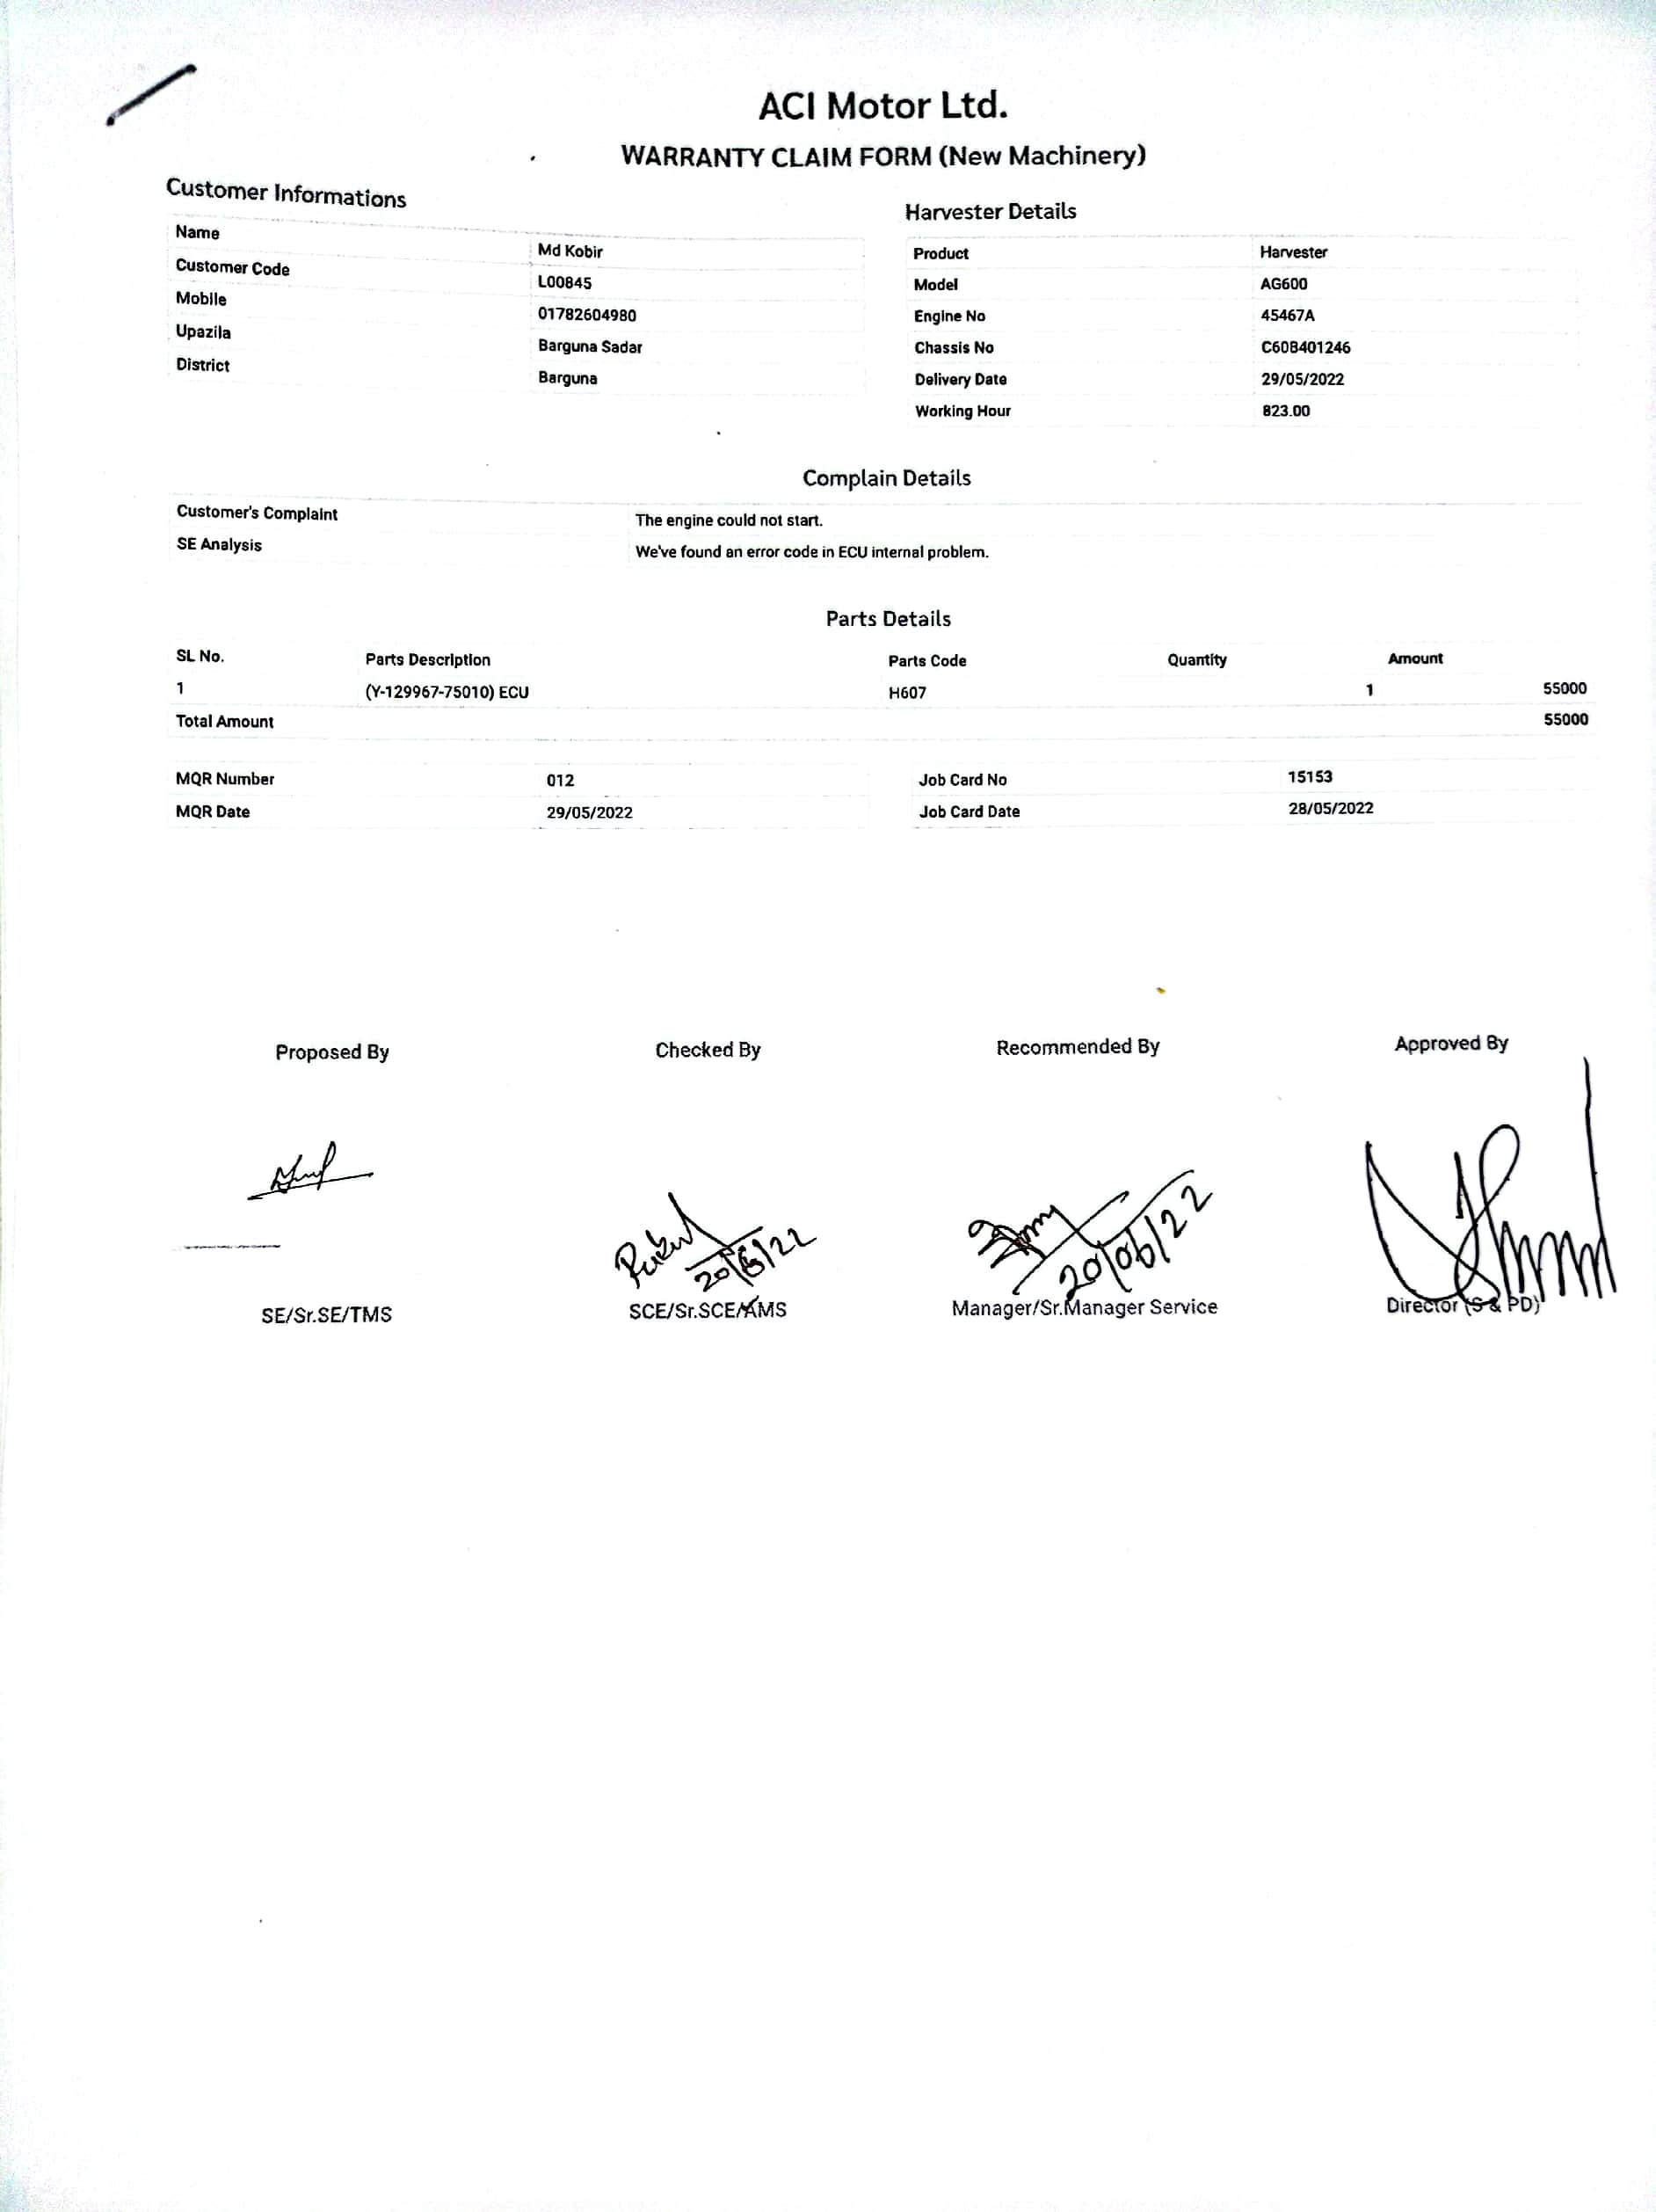 ACI Motor Ltd.
WARRANTY CLAIM FORM (New Machinery)
Customer Informations
Name Md Kobir
Customer Code L00845
Mobile 01782604980
Upazila Barguna Sadar
District Barguna
Harvester Details
Product Harvester
Model AG600
Engine No 45467A
Chassis No C60B401246
Delivery Date 29/05/2022
Working Hour 823.00
Complain Details
Customer's Complaint The engine could not start.
SE Analysis We've found an error code in ECU internal problem.
Parts Details
SL No. Parts Description Parts Code Quantity Amount
1 (Y-129967-75010) ECU H607 1 55000
Total Amount 55000
MQR Number 012 Job Card No 15153
MQR Date 29/05/2022 Job Card Date 28/05/2022
Proposed By Checked By Recommended By Approved By
20/6/22 20/06/22
SE/Sr.SE/TMS SCE/Sr.SCE/AMS Manager/Sr.Manager Service Director (S & PD)